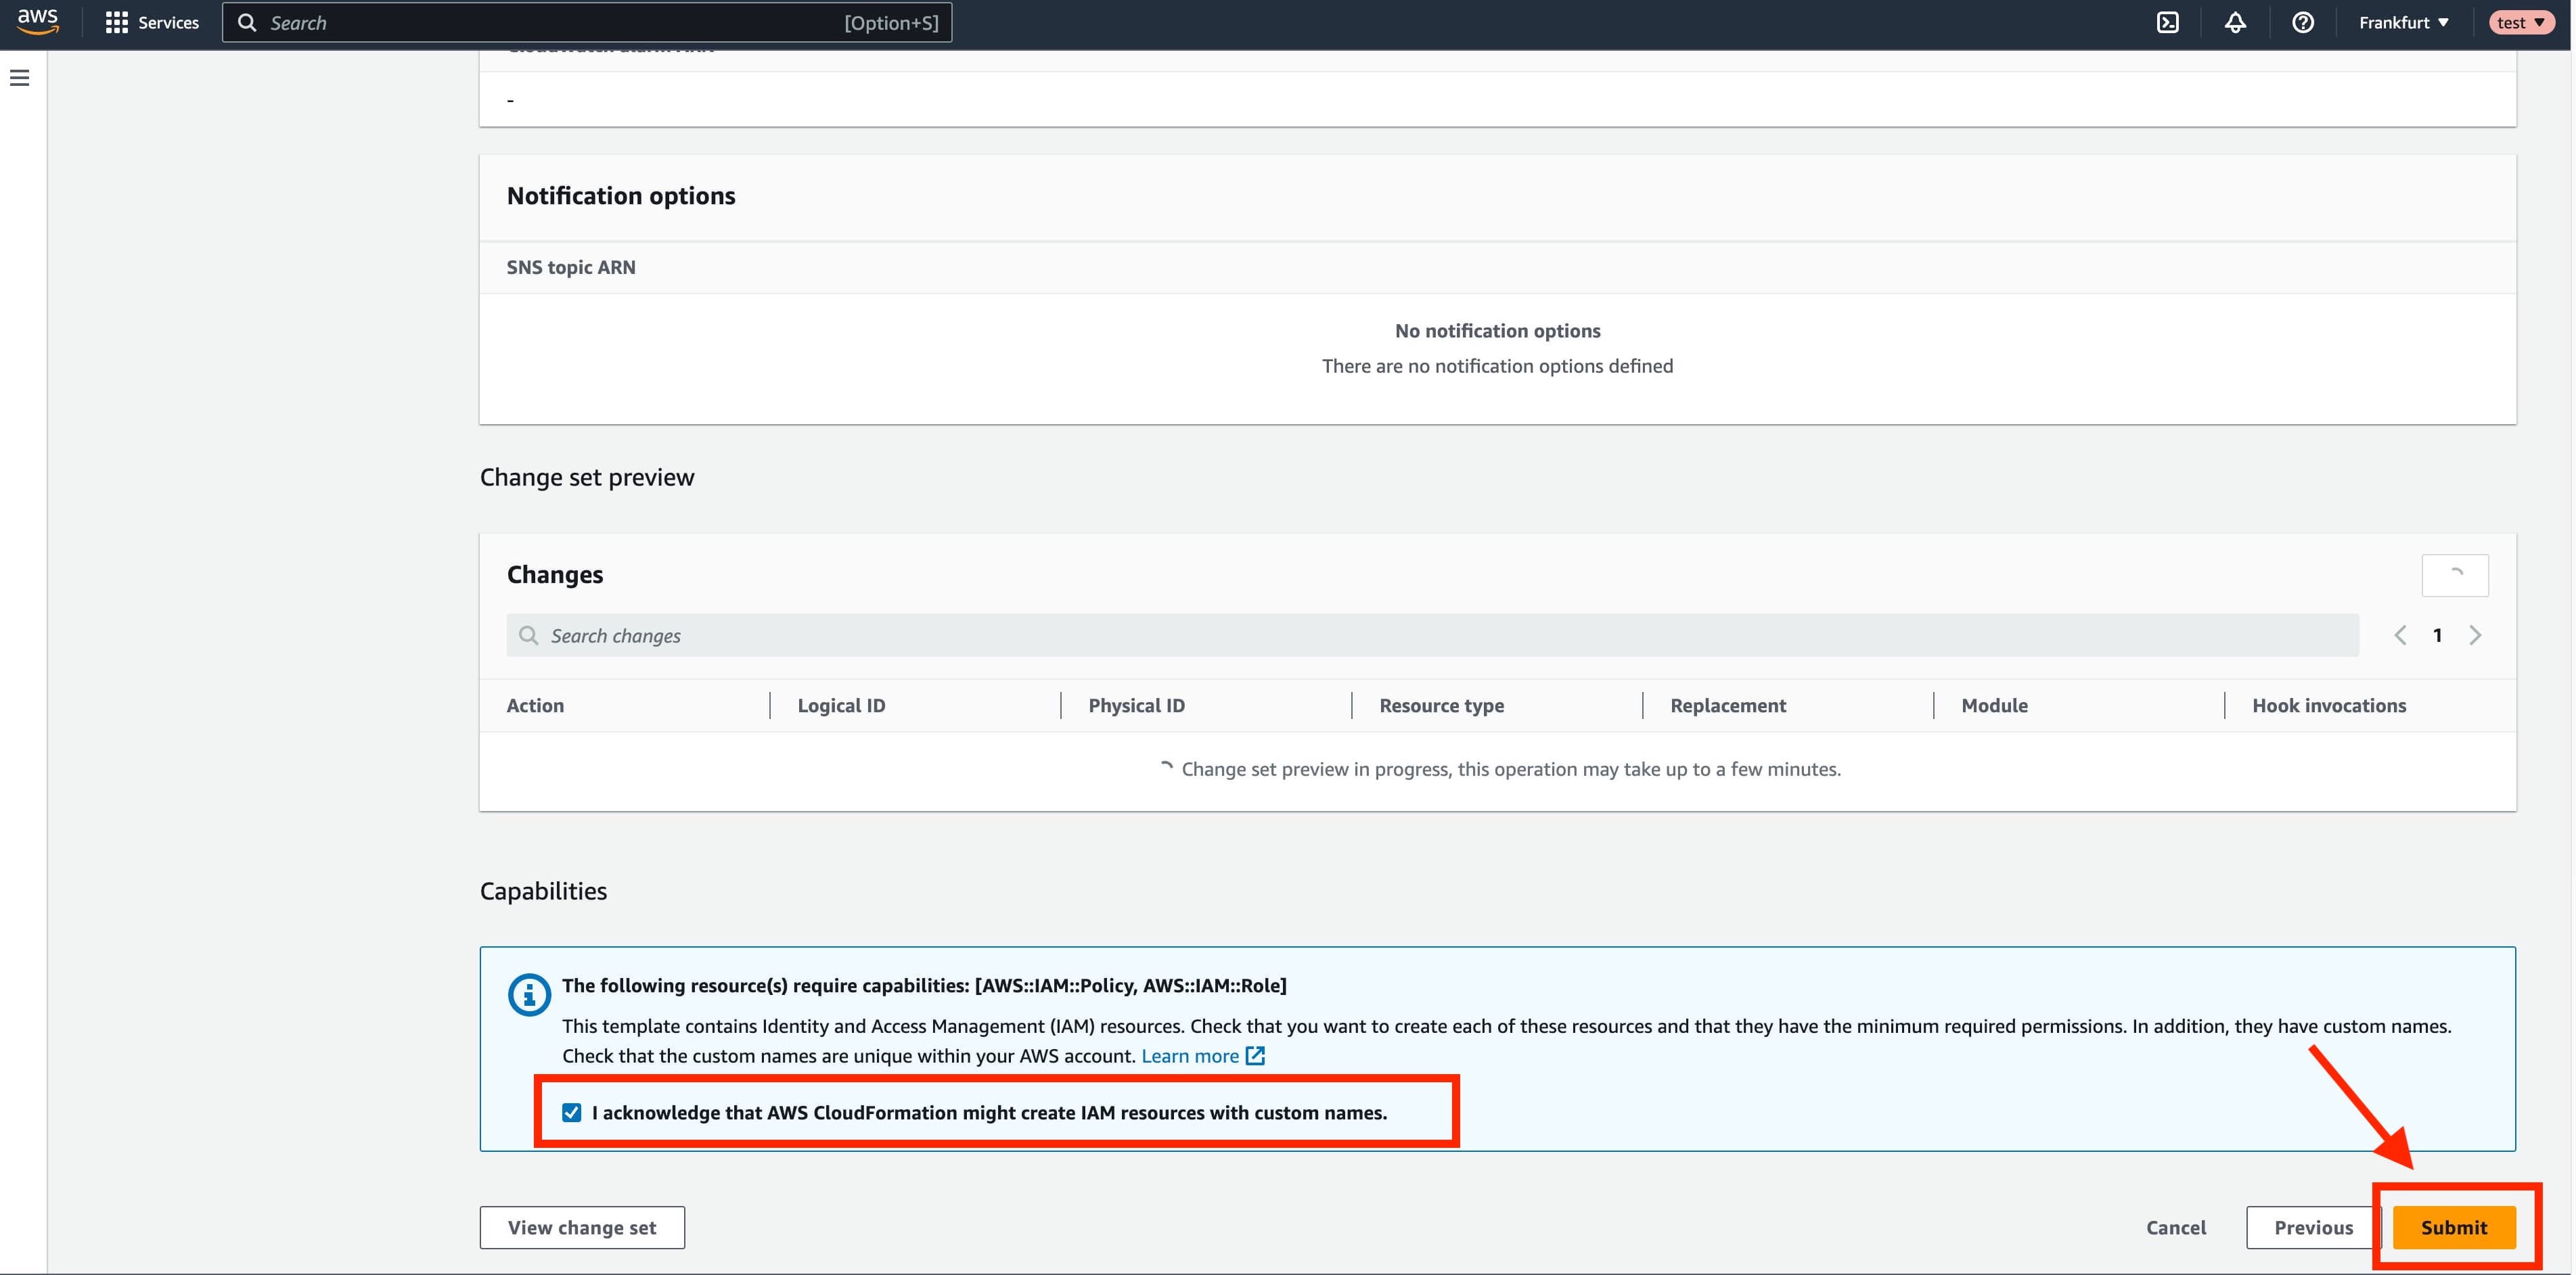 aws
Services
Search
[Option+S]
Frankfurt
test
-
Notification options
SNS topic ARN
No notification options
There are no notification options defined
Change set preview
Changes
Search changes
1
Action
Logical ID
Physical ID
Resource type
Replacement
Module
Hook invocations
Change set preview in progress, this operation may take up to a few minutes.
Capabilities
The following resource(s) require capabilities: [AWS::IAM::Policy, AWS::IAM::Role]
This template contains Identity and Access Management (IAM) resources. Check that you want to create each of these resources and that they have the minimum required permissions. In addition, they have custom names.
Check that the custom names are unique within your AWS account. Learn more
I acknowledge that AWS CloudFormation might create IAM resources with custom names.
View change set
Cancel
Previous
Submit